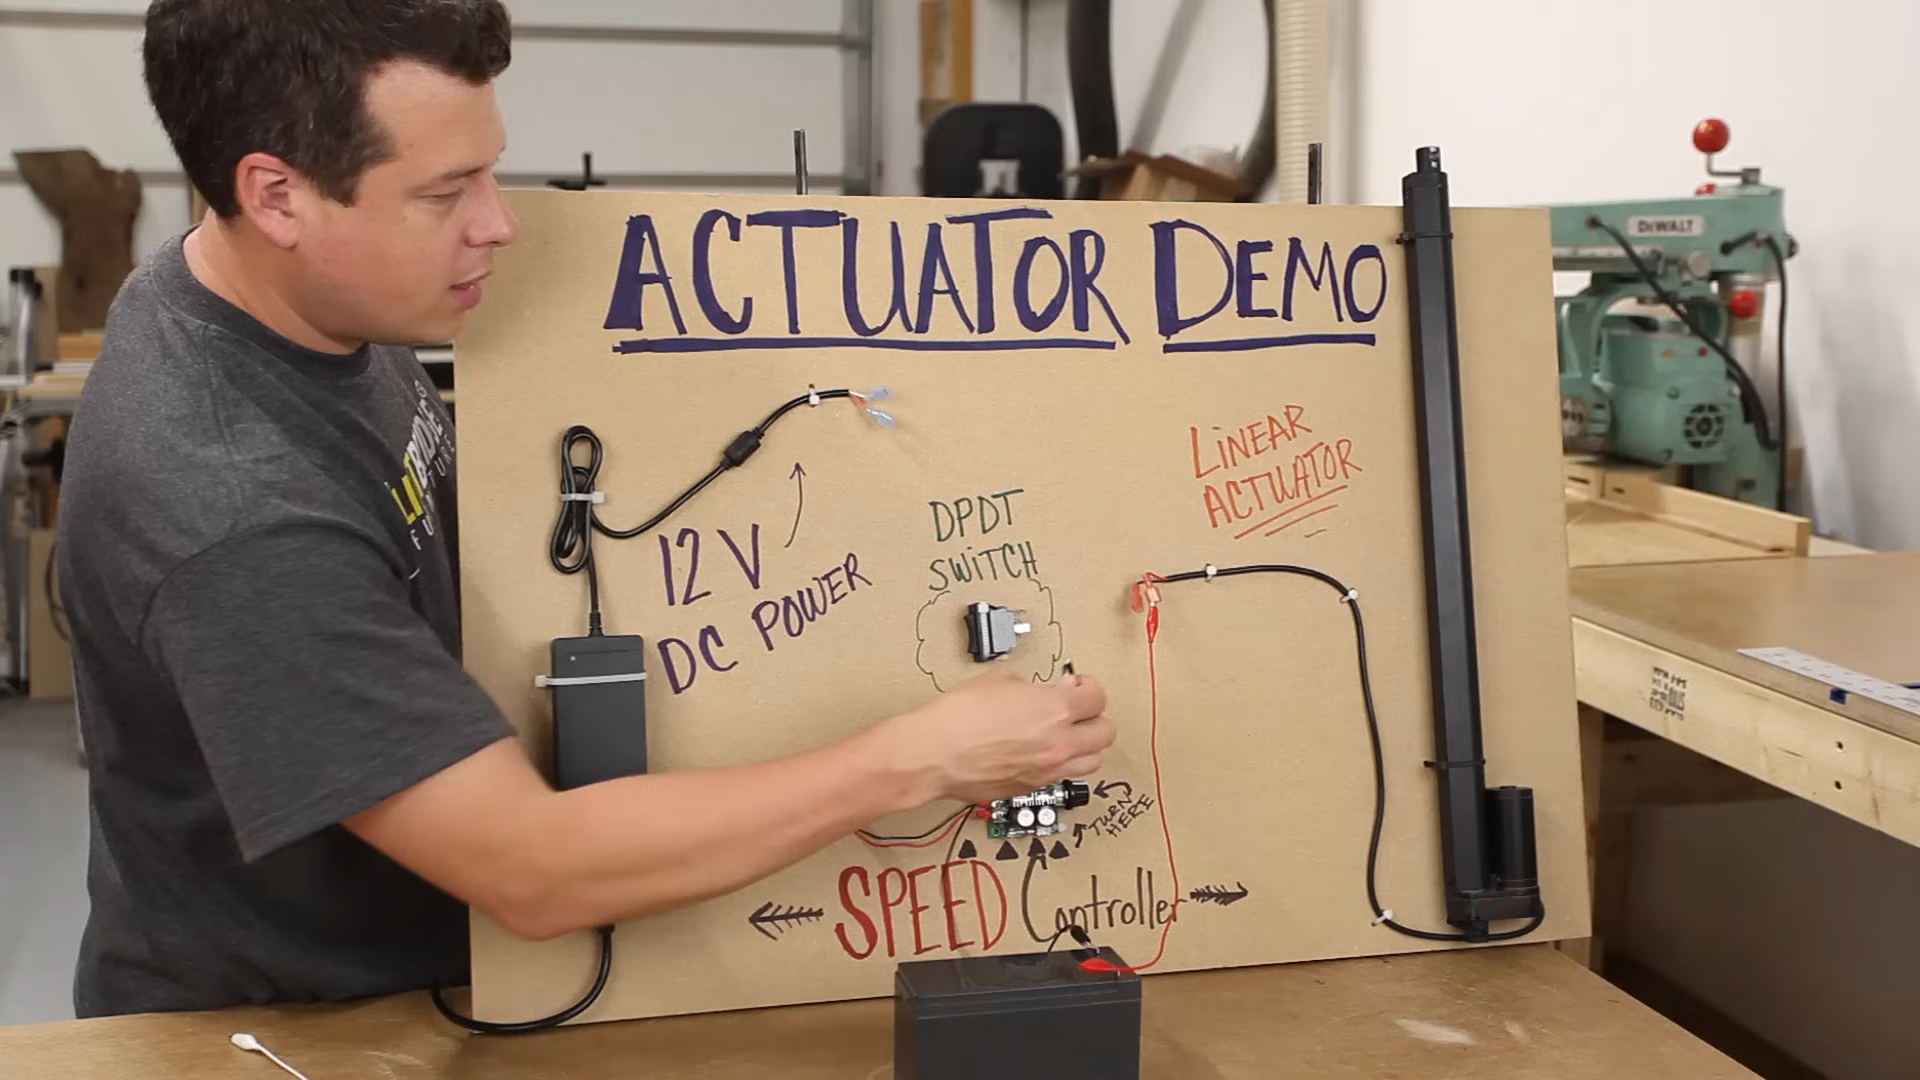 ACTUATOR DEMO
DEWALT
LiNEAR
ACTUATOR
DPDT
SWiTCH
12 V
DC POWER
TURN
HERE
SPEED Controller